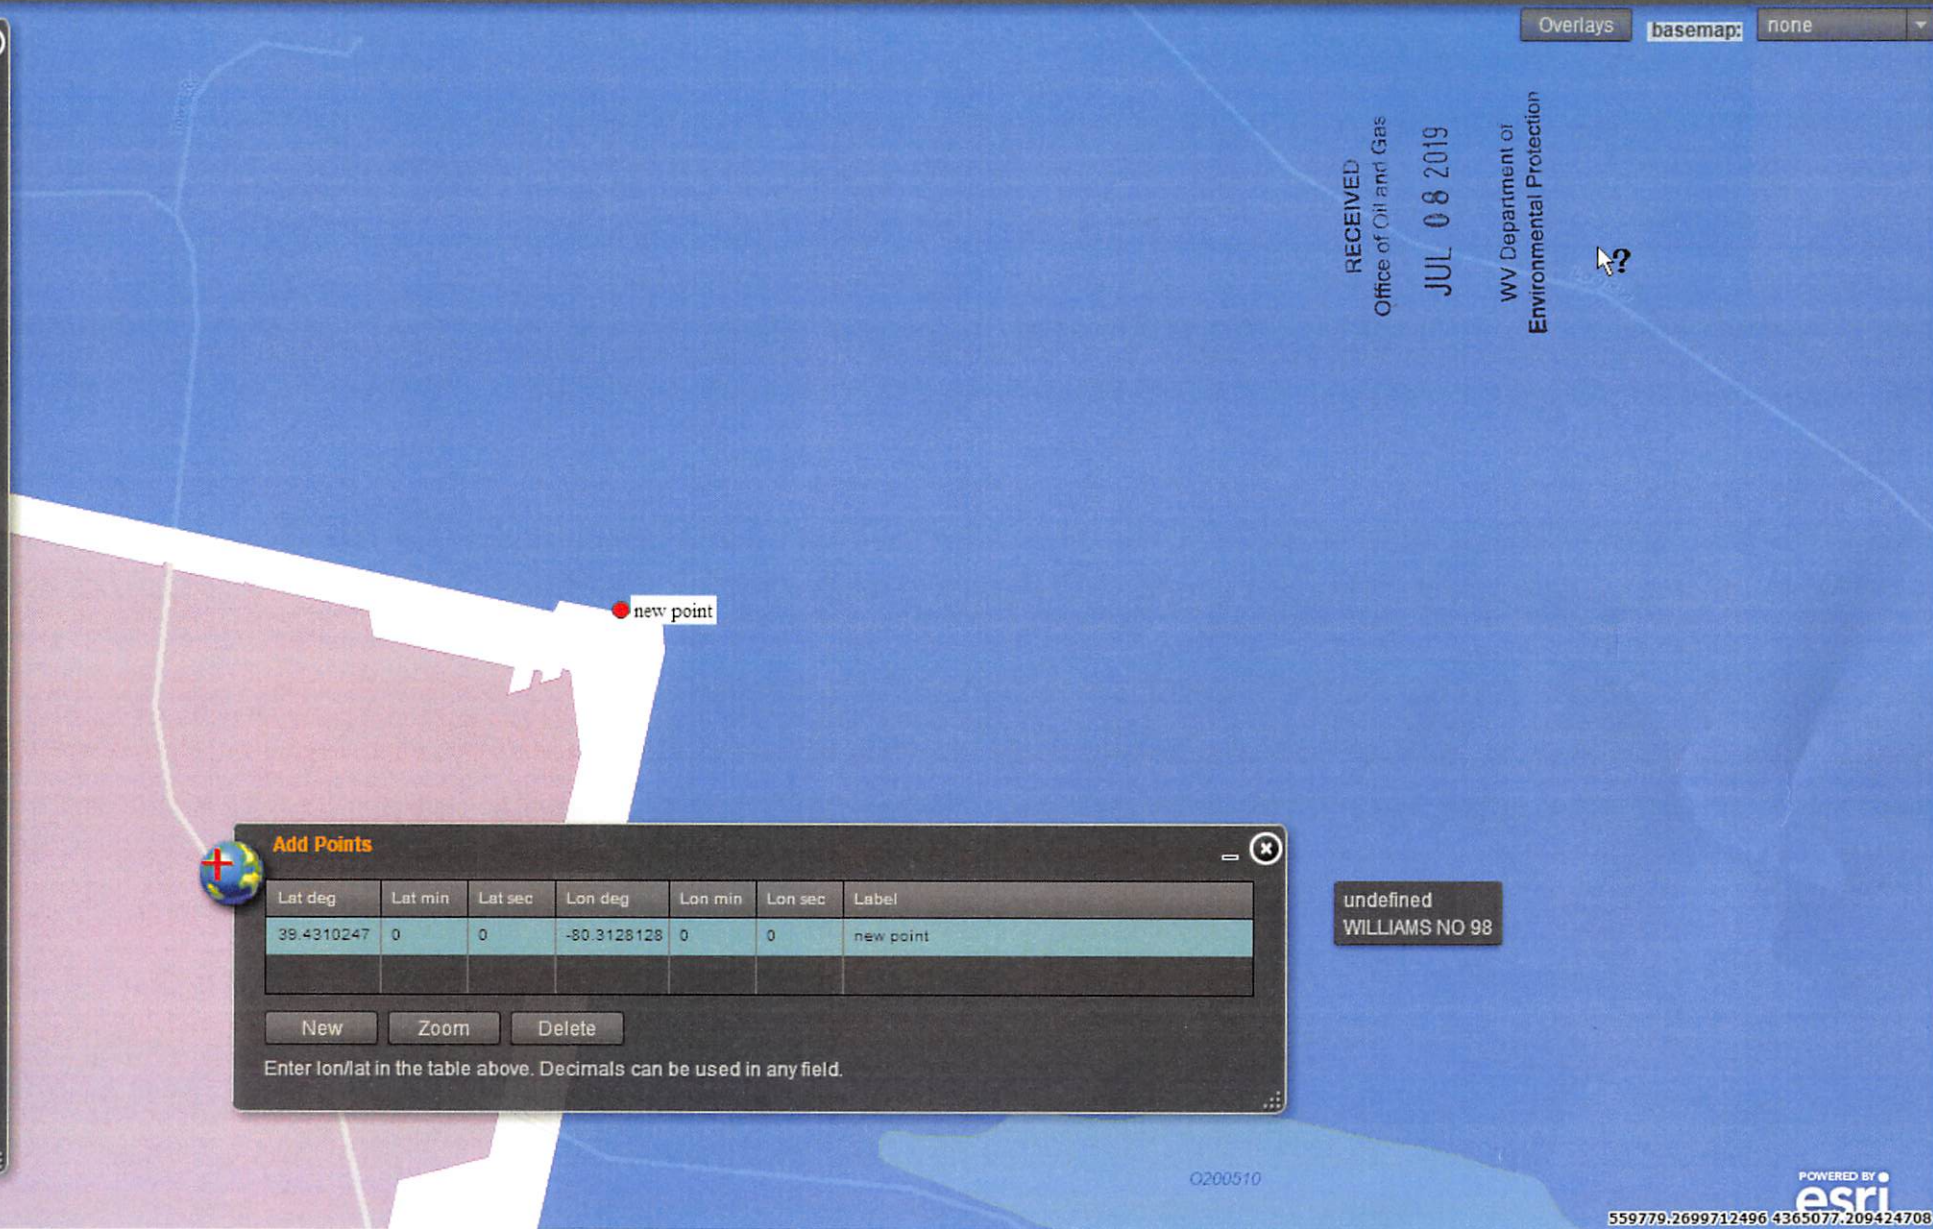 Overlays
basemap:
none
RECEIVED
Office of Oil and Gas
JUL 08 2019
WV Department of
Environmental Protection
?
new point
Add Points
Lat deg Lat min Lat sec Lon deg Lon min Lon sec Label
39.4310247 0 0 -80.3128128 0 0 new point
New Zoom Delete
Enter lon/lat in the table above. Decimals can be used in any field.
undefined
WILLIAMS NO 98
O200510
POWERED BY
esri
559779.2699712496 4365077.209424708